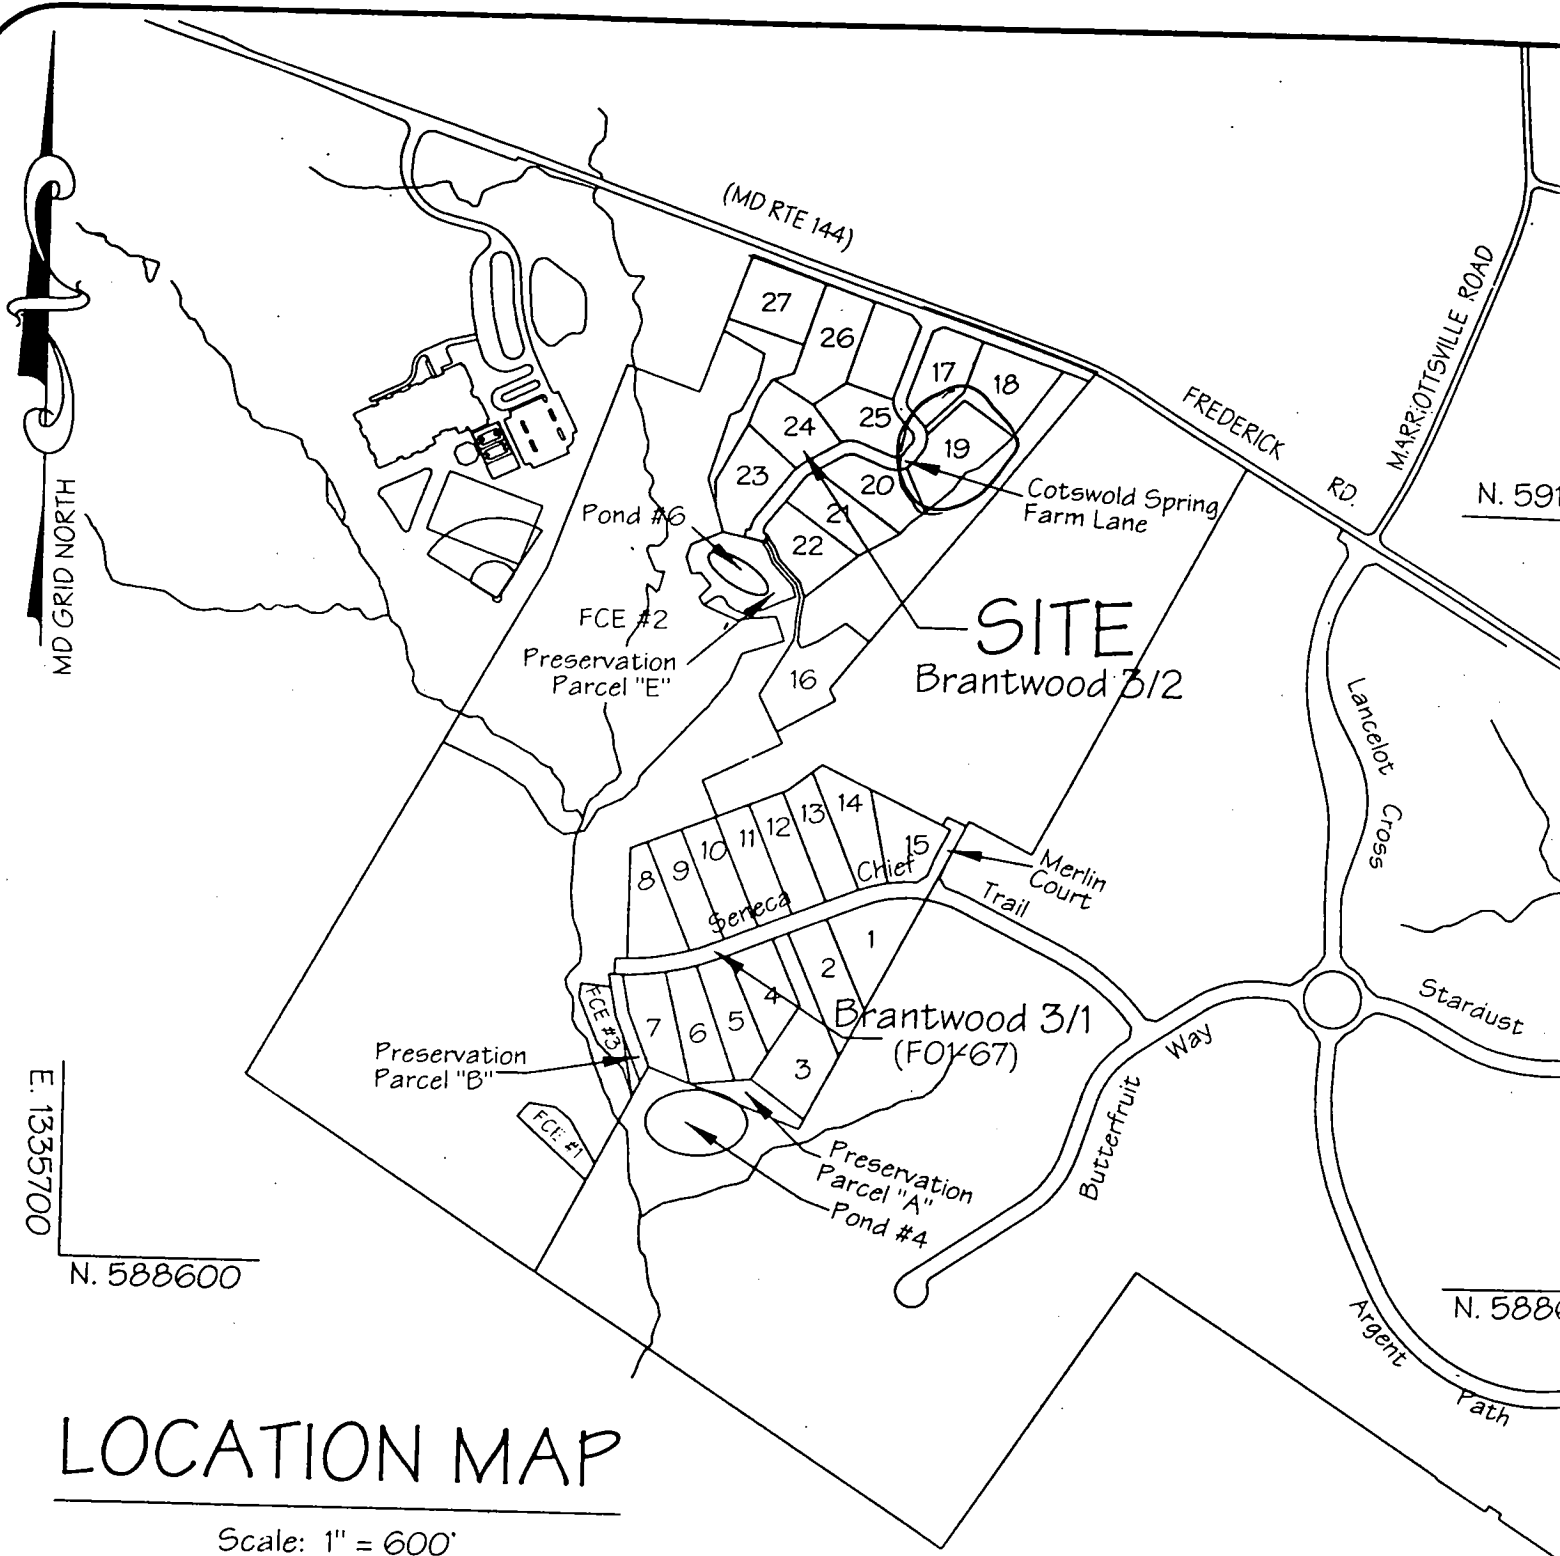 MD GRID NORTH
(MD RTE 144)
27
26
17
18
25
24
19
23
20
21
22
16
FREDERICK
RD.
MARRIOTTSVILLE ROAD
N. 591
Cotswold Spring
Farm Lane
Pond #6
FCE #2
Preservation
Parcel "E"
SITE
Brantwood 3/2
Lancelot
Cross
14
13
12
11
10
9
8
15
Chief
Seneca
Trail
Merlin
Court
1
2
4
5
6
7
3
FCE #3
Brantwood 3/1
Preservation
Parcel "B"
FCE #1
Preservation
Parcel "A"
Pond #4
Way
Butterfruit
Stardust
Argent
Path
E. 1335700
N. 588600
N. 5886
LOCATION MAP
Scale: 1" = 600'